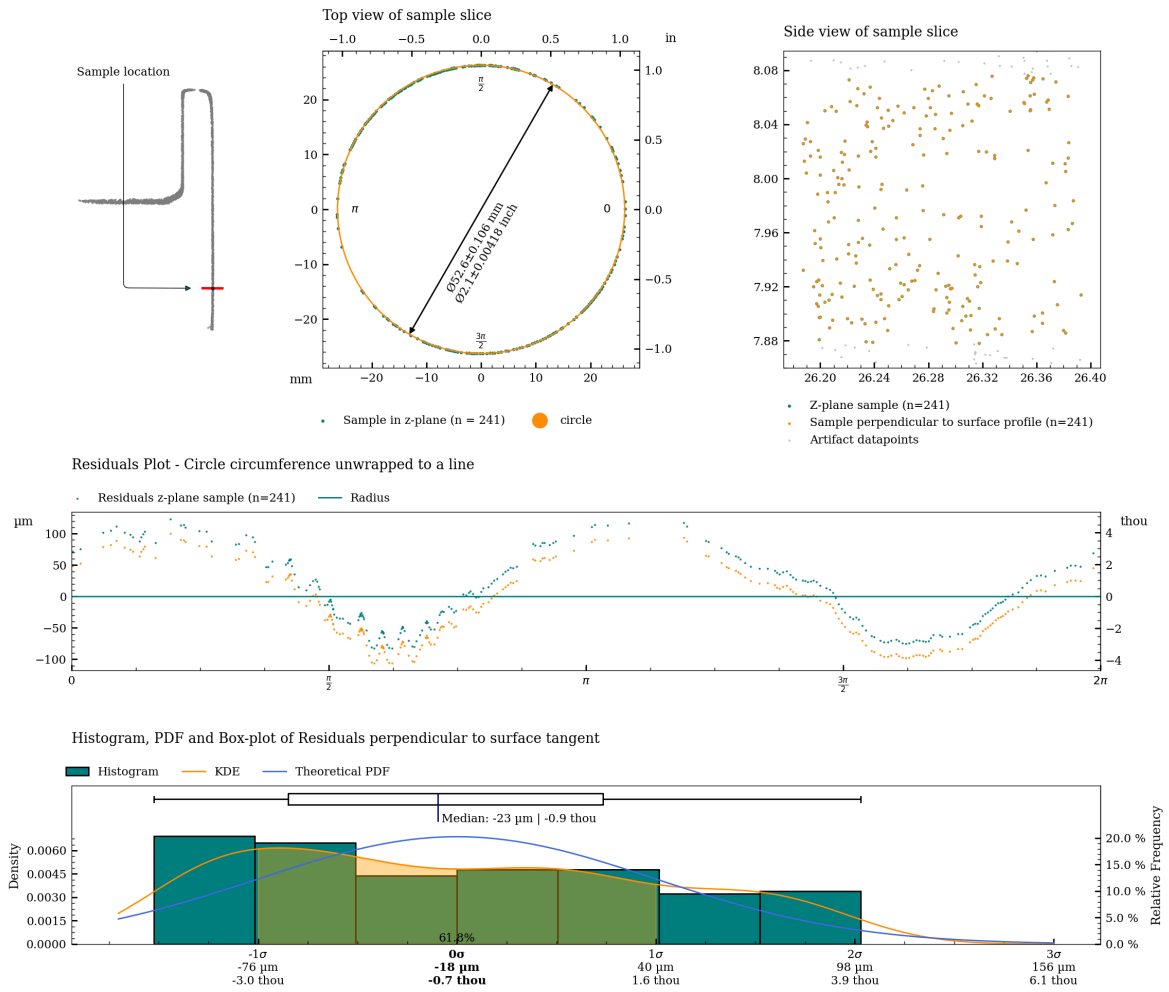 Top view of sample slice
Side view of sample slice
Sample location
−1.0 −0.5 0.0 0.5 1.0 in
20
10
0
−10
−20
mm
−20 −10 0 10 20
1.0
0.5
0.0
−0.5
−1.0
π/2
π
0
3π/2
Ø52.6±0.106 mm
Ø2.1±0.00418 inch
Sample in z-plane (n = 241)
circle
8.08
8.04
8.00
7.96
7.92
7.88
26.20 26.24 26.28 26.32 26.36 26.40
Z-plane sample (n=241)
Sample perpendicular to surface profile (n=241)
Artifact datapoints
Residuals Plot - Circle circumference unwrapped to a line
Residuals z-plane sample (n=241)
Radius
µm
thou
100
50
0
−50
−100
4
2
0
−2
−4
0 π/2 π 3π/2 2π
Histogram, PDF and Box-plot of Residuals perpendicular to surface tangent
Histogram
KDE
Theoretical PDF
Median: -23 µm | -0.9 thou
Density
0.0060
0.0045
0.0030
0.0015
0.0000
61.8%
20.0 %
15.0 %
10.0 %
5.0 %
0.0 %
Relative Frequency
-1σ 0σ 1σ 2σ 3σ
-76 µm -18 µm 40 µm 98 µm 156 µm
-3.0 thou -0.7 thou 1.6 thou 3.9 thou 6.1 thou